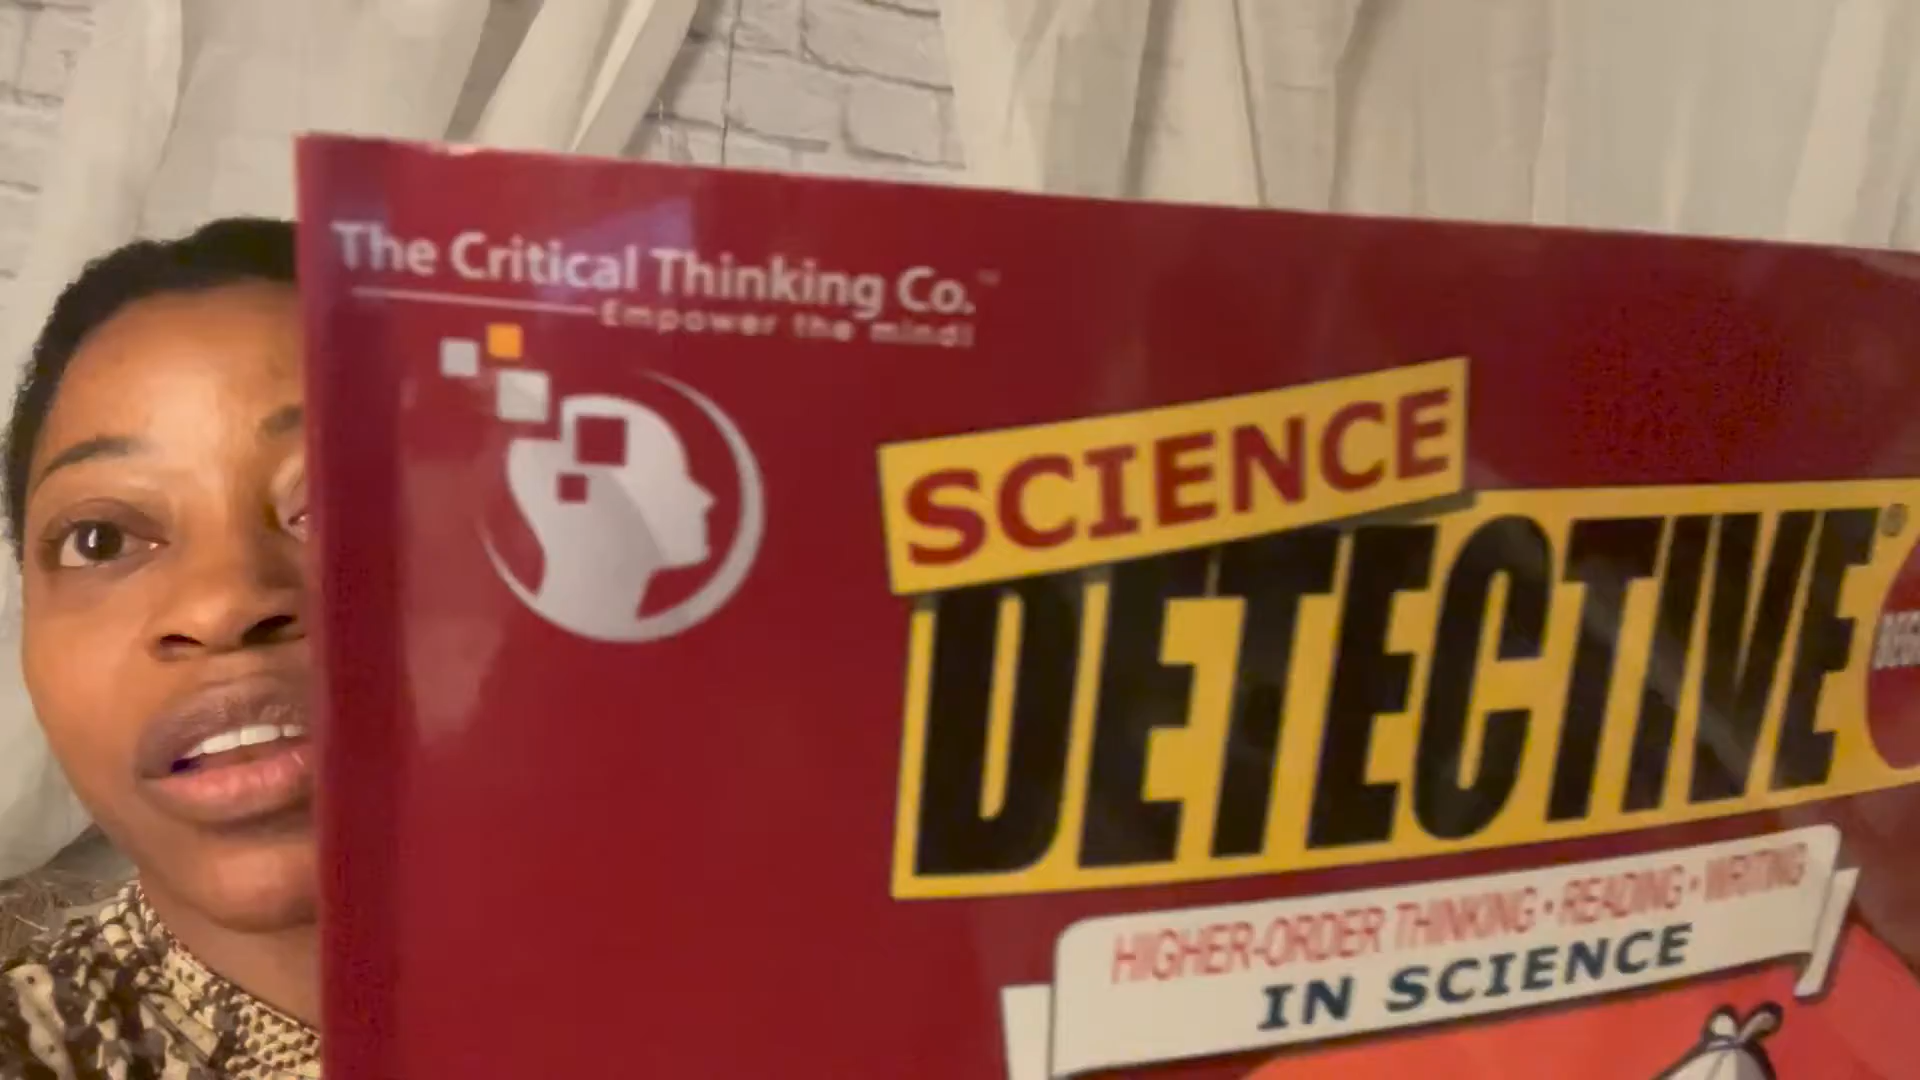 The Critical Thinking Co.™
Empower the mind!
SCIENCE
DETECTIVE®
HIGHER-ORDER THINKING • READING • WRITING
IN SCIENCE